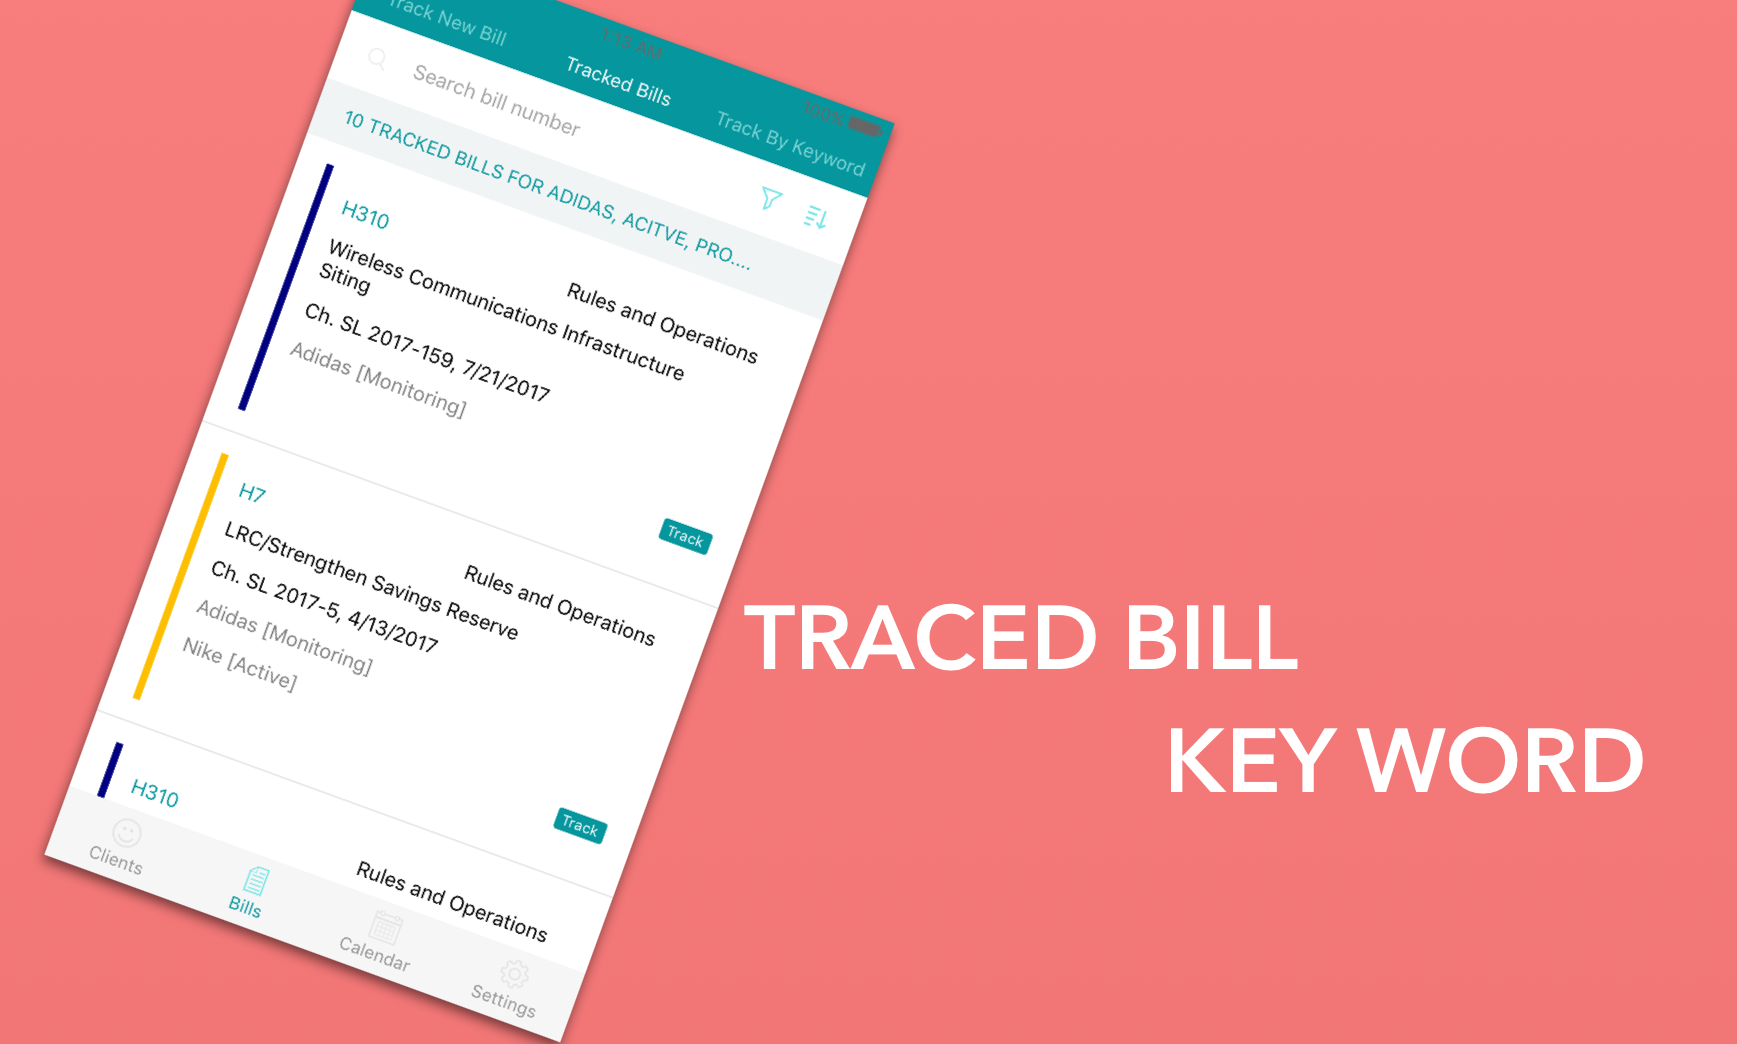 Track New Bill
1:13 AM
100%
Tracked Bills
Track By Keyword
Search bill number
10 TRACKED BILLS FOR ADIDAS, ACITVE, PRO....
H310
Rules and Operations
Wireless Communications Infrastructure
Siting
Ch. SL 2017-159, 7/21/2017
Adidas [Monitoring]
Track
H7
Rules and Operations
LRC/Strengthen Savings Reserve
Ch. SL 2017-5, 4/13/2017
Adidas [Monitoring]
Nike [Active]
Track
H310
Rules and Operations
Clients
Bills
Calendar
Settings
TRACED BILL
KEY WORD